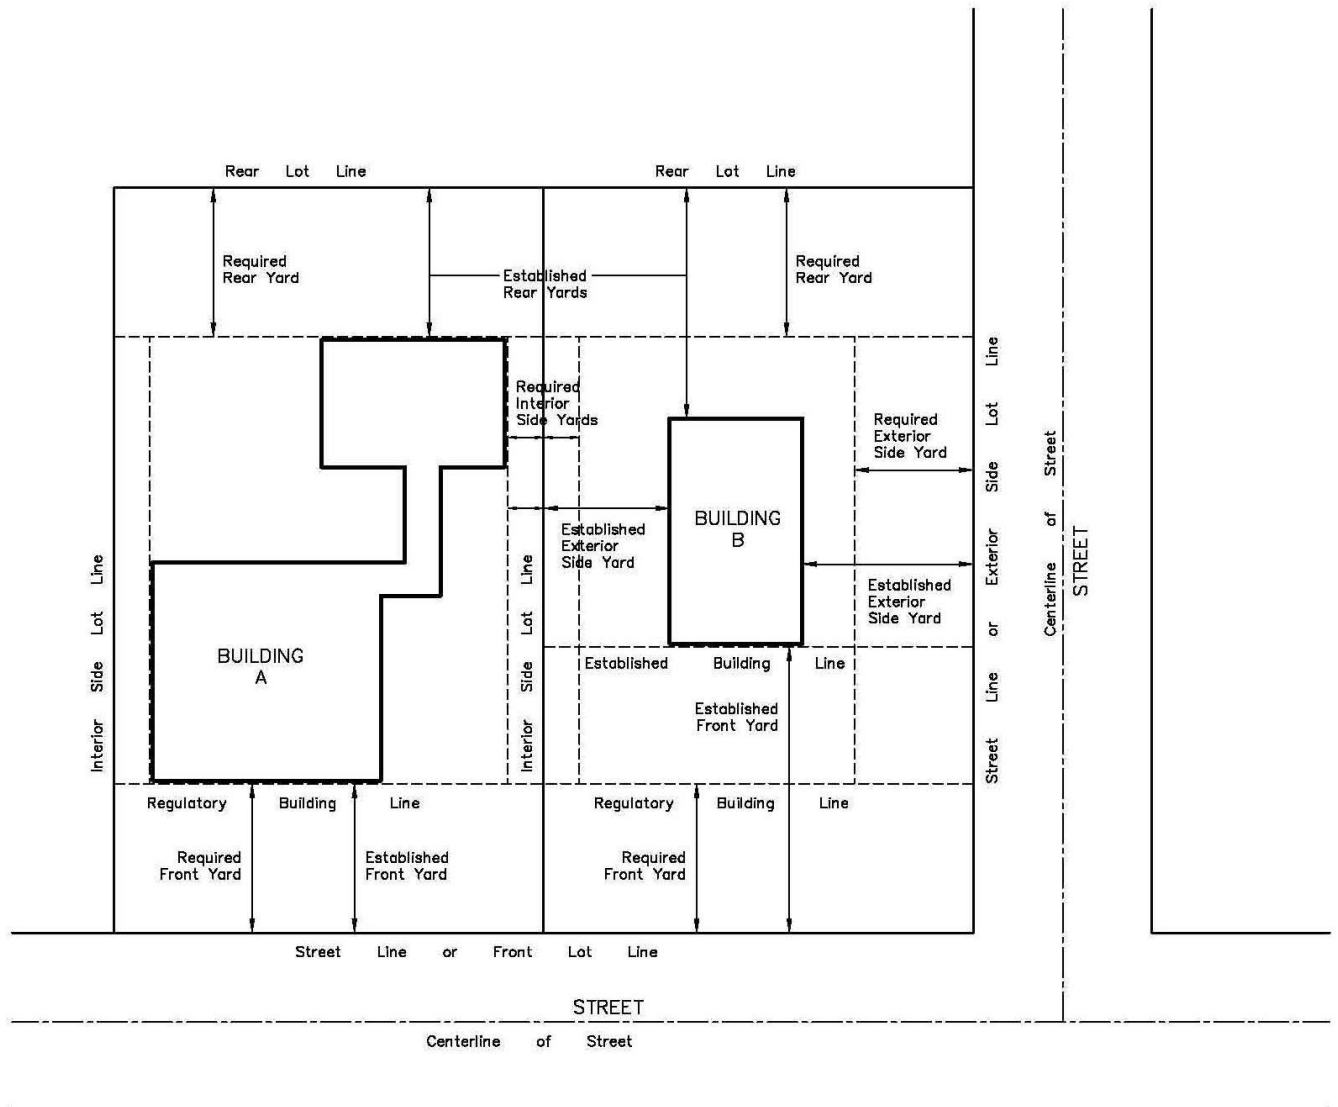 Rear Lot Line
Rear Lot Line
Required
Rear Yard
Established
Rear Yards
Required
Rear Yard
Required
Interior
Side Yards
Required
Exterior
Side Yard
BUILDING
B
Established
Exterior
Side Yard
Established
Exterior
Side Yard
BUILDING
A
Interior Side Lot Line
Interior Side Lot Line
Street Line or Exterior Side Lot Line
Centerline of Street
STREET
Established Building Line
Established
Front Yard
Regulatory Building Line
Regulatory Building Line
Required
Front Yard
Established
Front Yard
Required
Front Yard
Street Line or Front Lot Line
STREET
Centerline of Street